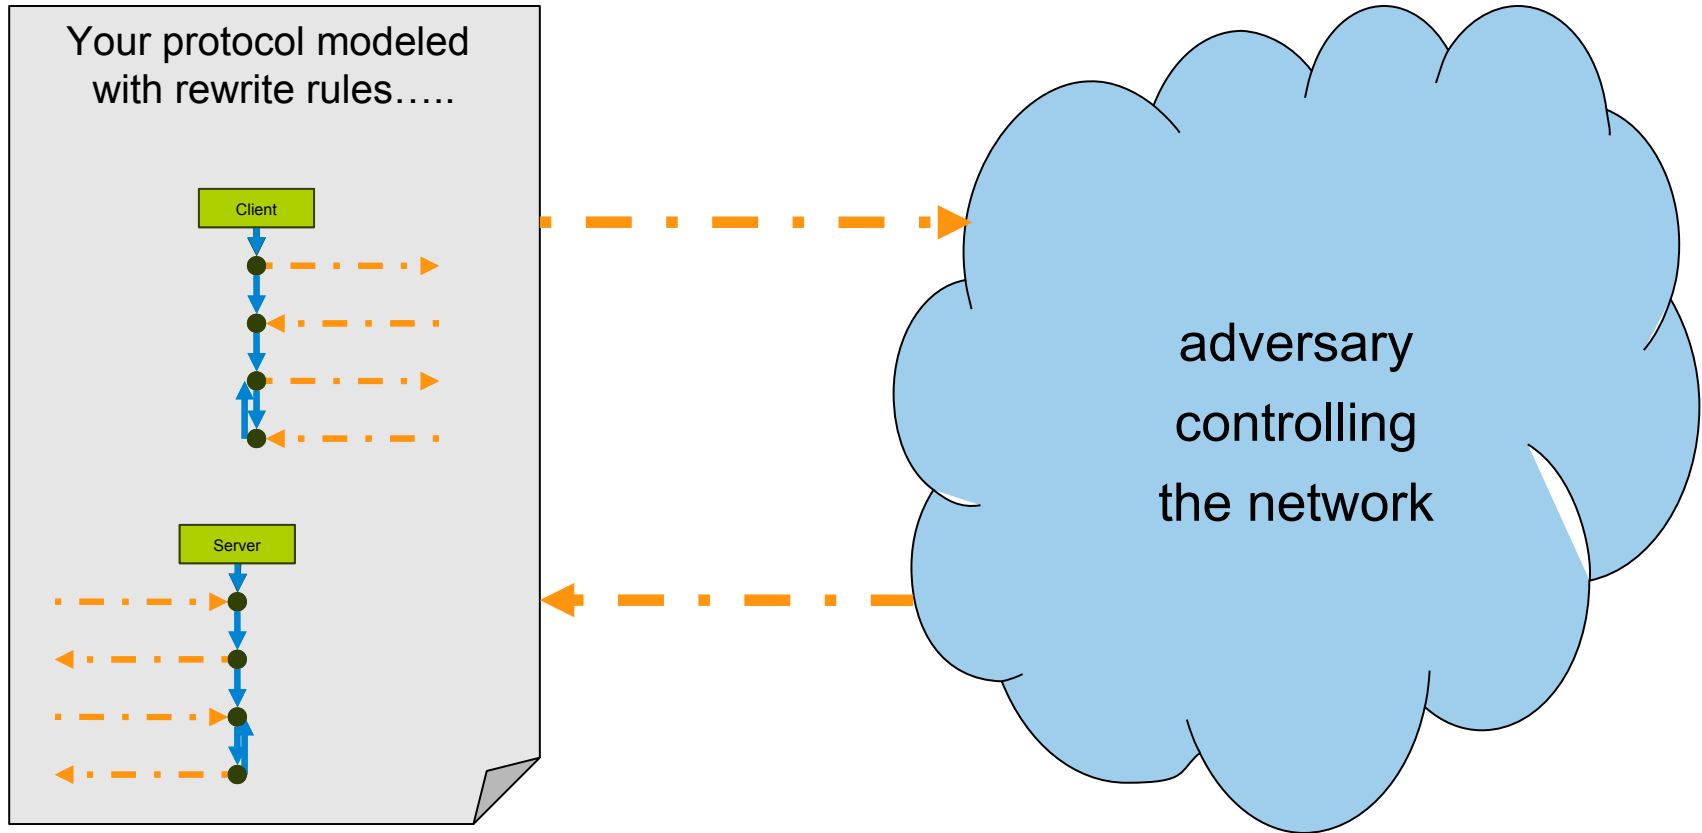 Your protocol modeled
with rewrite rules…..
Client
Server
adversary
controlling
the network